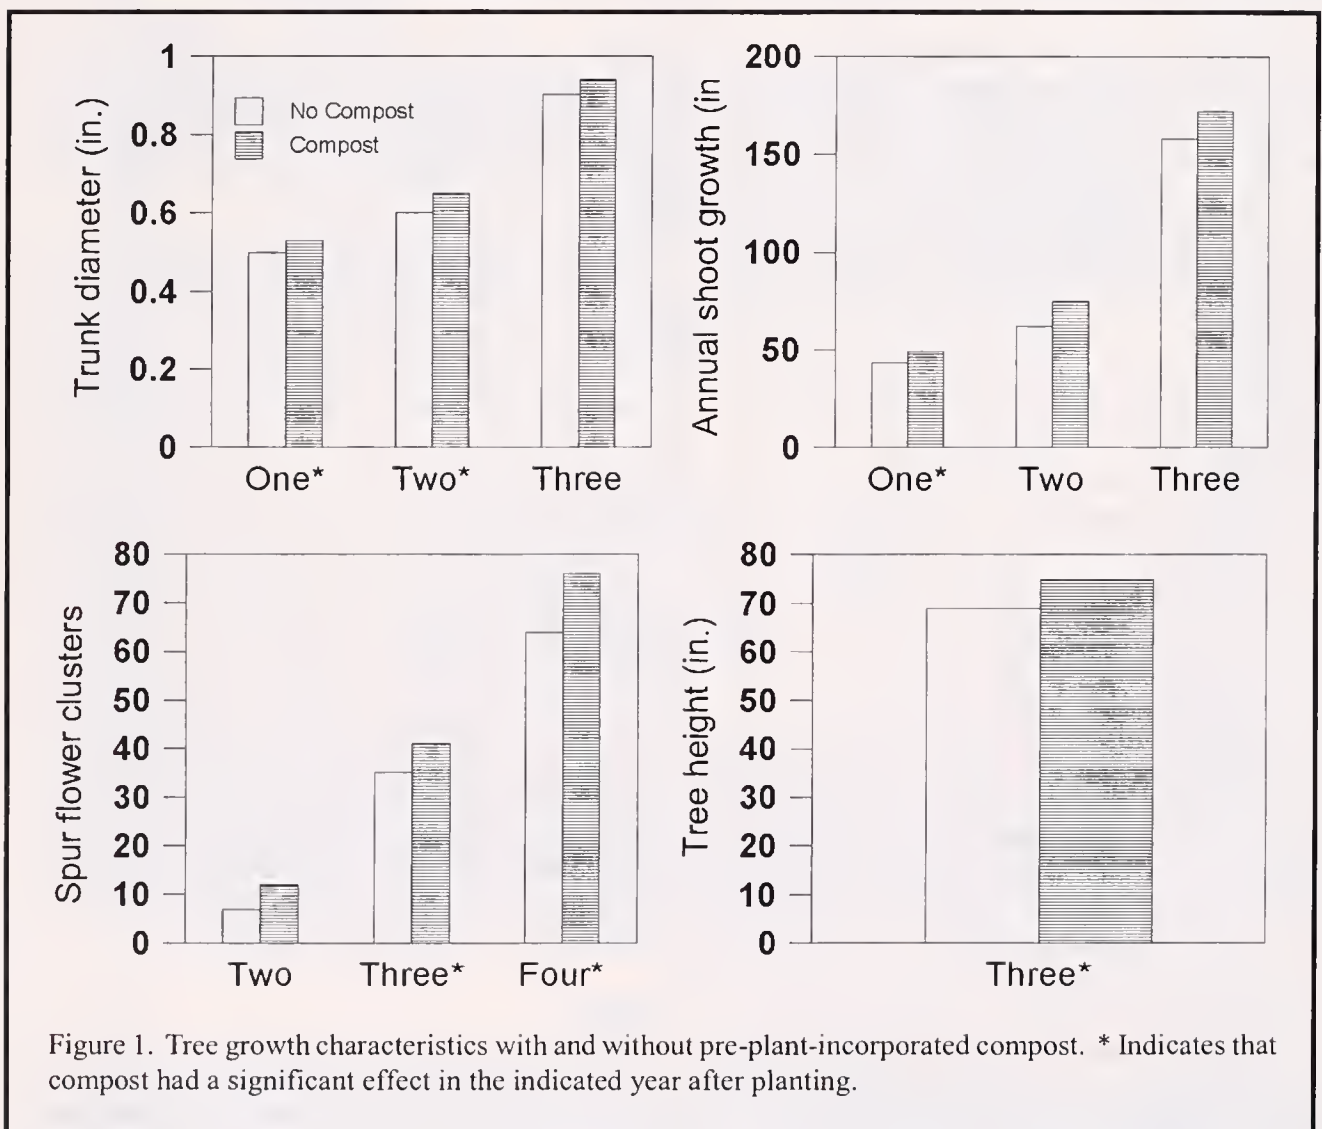 1
0.8
0.6
0.4
0.2
0
Trunk diameter (in.)
No Compost
Compost
One* Two* Three
200
150
100
50
0
Annual shoot growth (in
One* Two Three
80
70
60
50
40
30
20
10
0
Spur flower clusters
Two Three* Four*
80
70
60
50
40
30
20
10
0
Tree height (in.)
Three*
Figure 1. Tree growth characteristics with and without pre-plant-incorporated compost. * Indicates that
compost had a significant effect in the indicated year after planting.